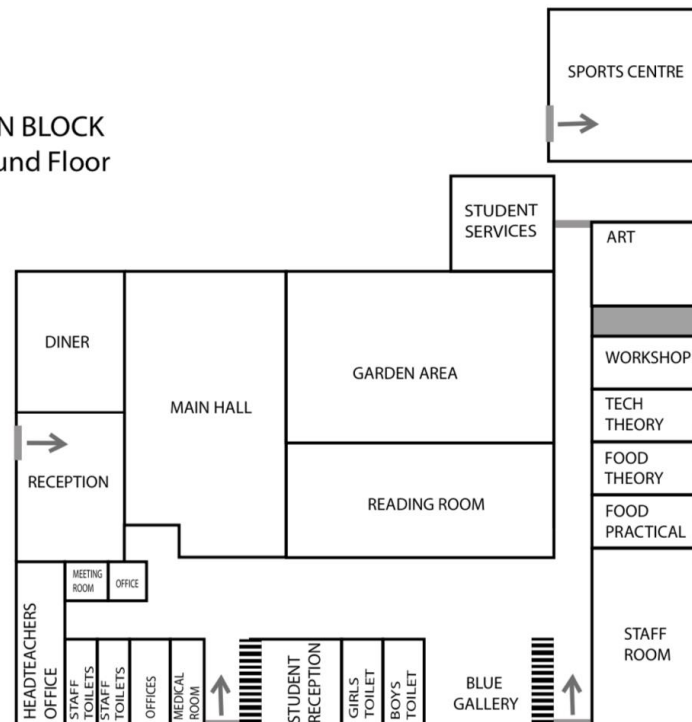 SPORTS CENTRE
N BLOCK
und Floor
STUDENT
SERVICES
ART
DINER
GARDEN AREA
WORKSHOP
MAIN HALL
TECH
THEORY
FOOD
THEORY
RECEPTION
READING ROOM
FOOD
PRACTICAL
MEETING
ROOM
OFFICE
HEADTEACHERS
OFFICE
STAFF
TOILETS
STAFF
TOILETS
OFFICES
MEDICAL
ROOM
STUDENT
RECEPTION
GIRLS
TOILET
BOYS
TOILET
BLUE
GALLERY
STAFF
ROOM